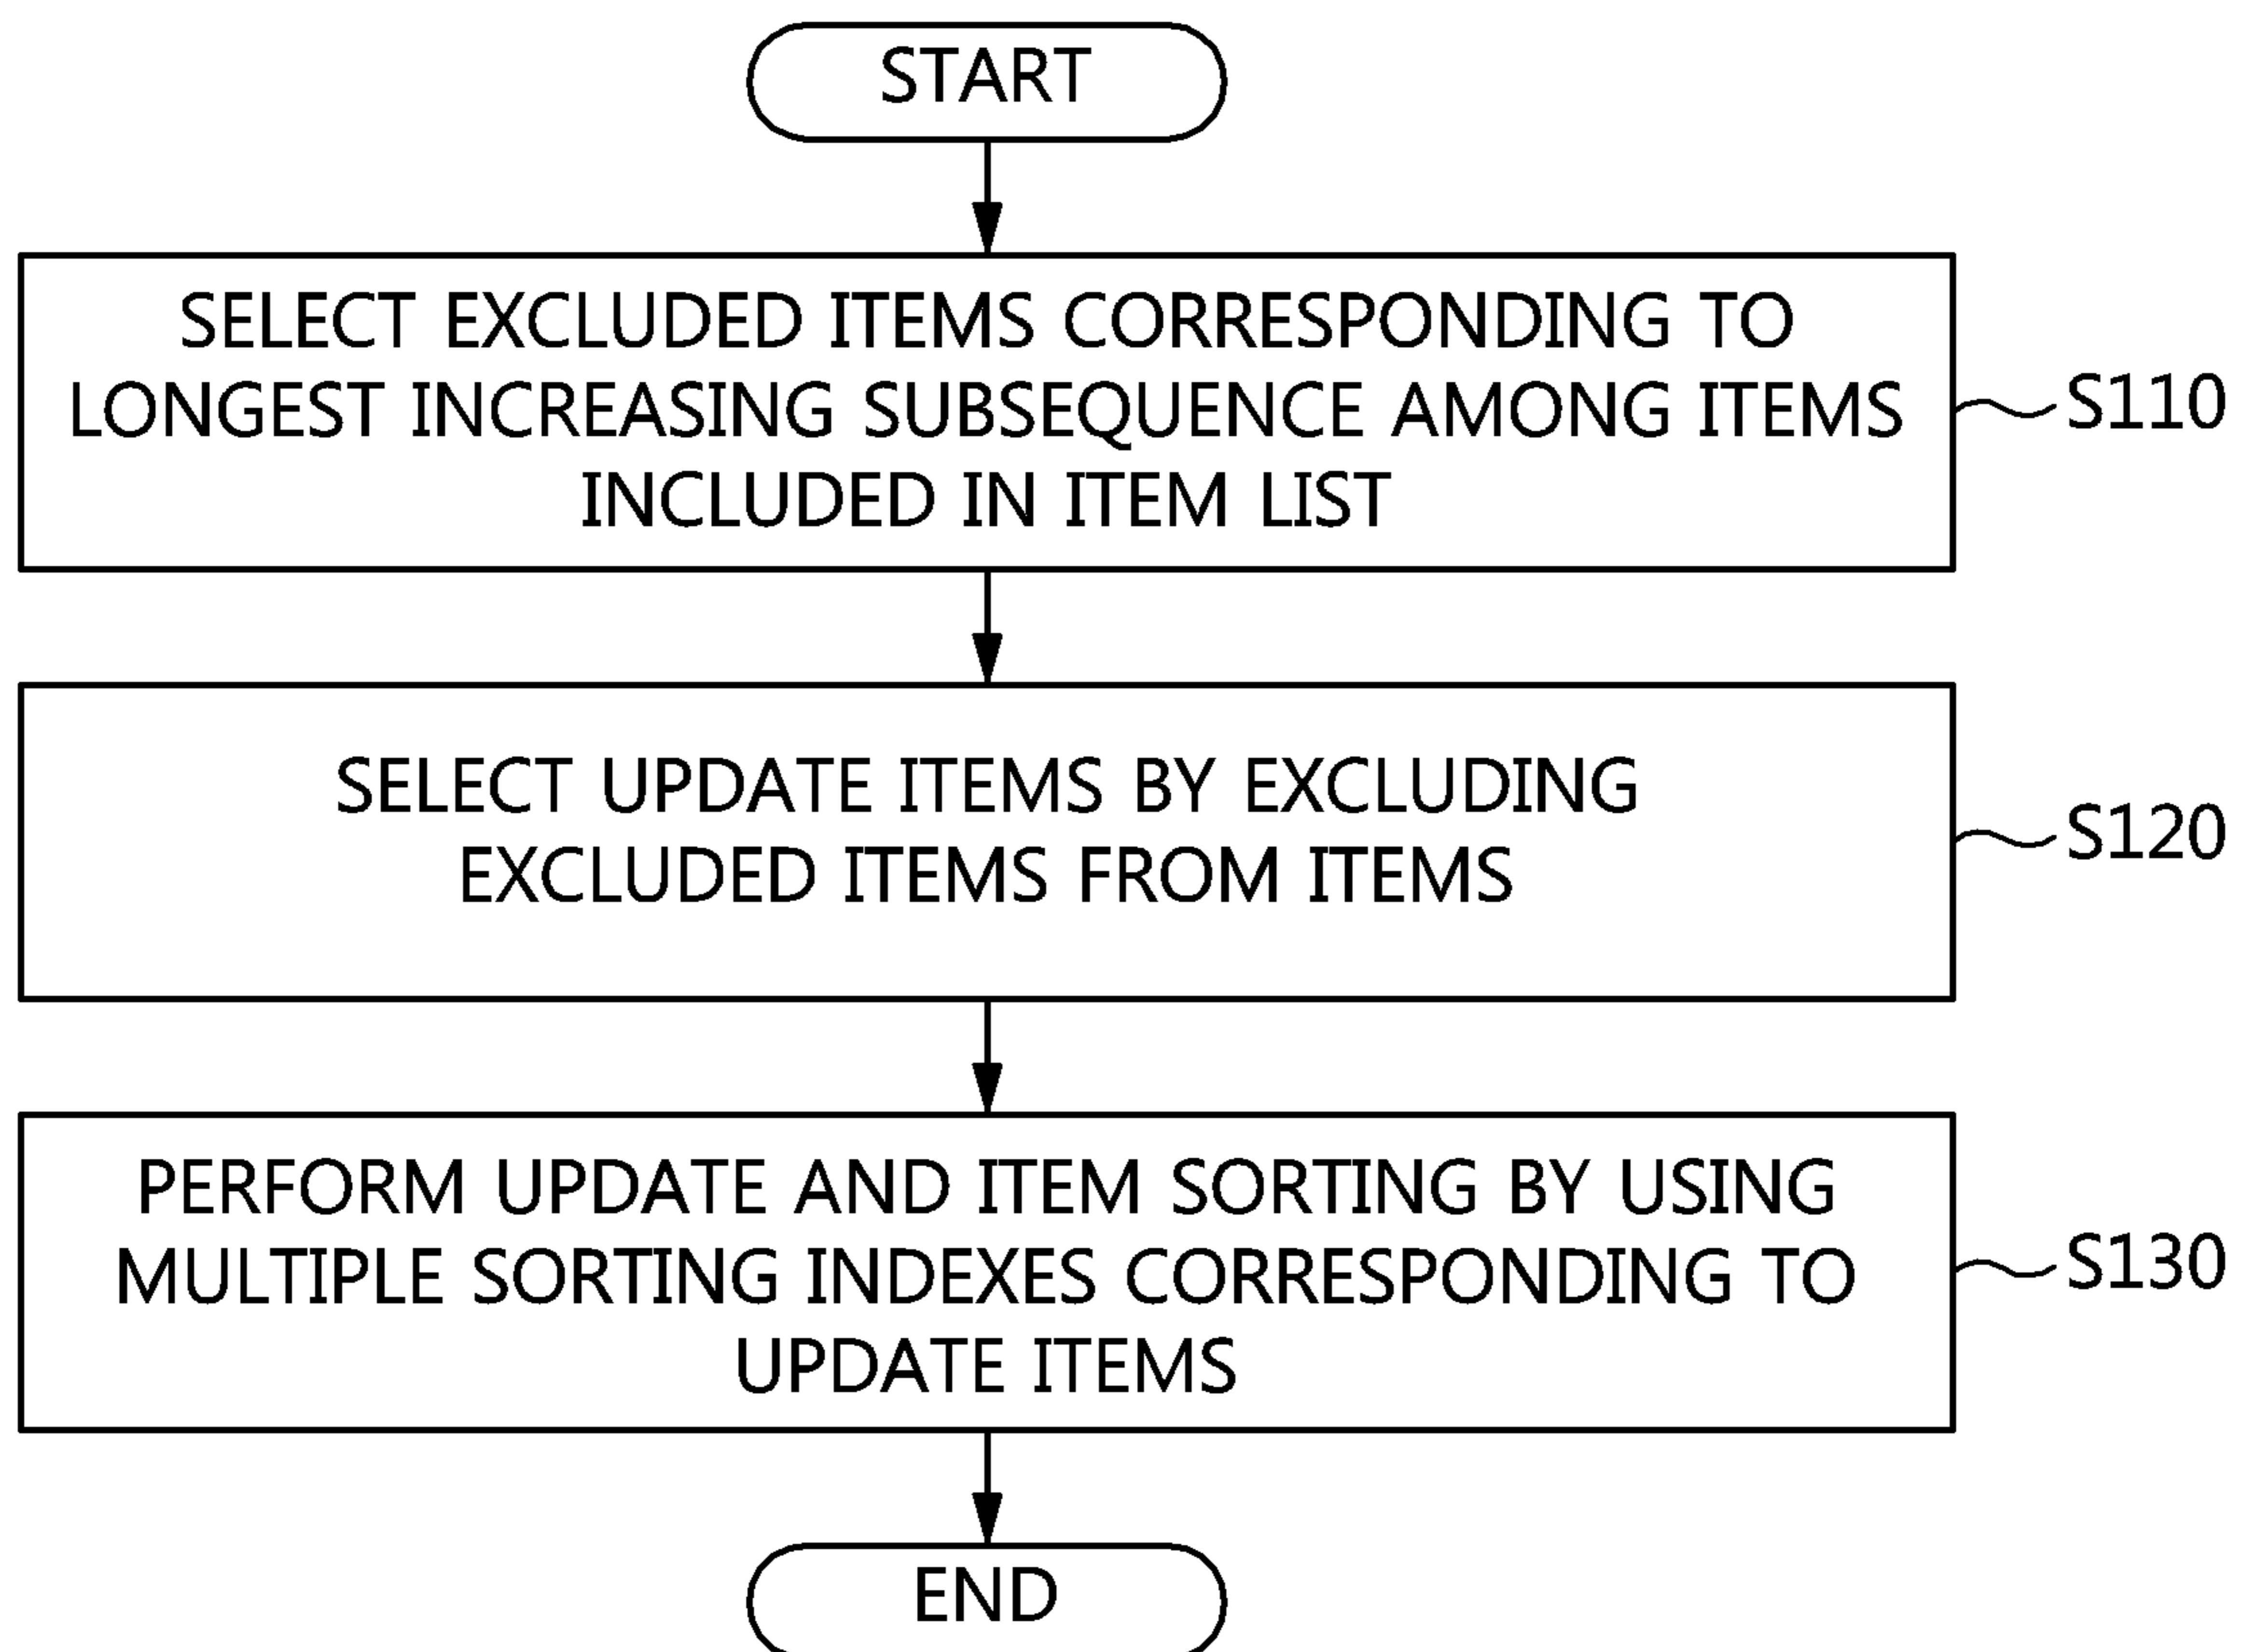 START
SELECT EXCLUDED ITEMS CORRESPONDING TO
LONGEST INCREASING SUBSEQUENCE AMONG ITEMS
INCLUDED IN ITEM LIST
S110
SELECT UPDATE ITEMS BY EXCLUDING
EXCLUDED ITEMS FROM ITEMS
S120
PERFORM UPDATE AND ITEM SORTING BY USING
MULTIPLE SORTING INDEXES CORRESPONDING TO
UPDATE ITEMS
S130
END